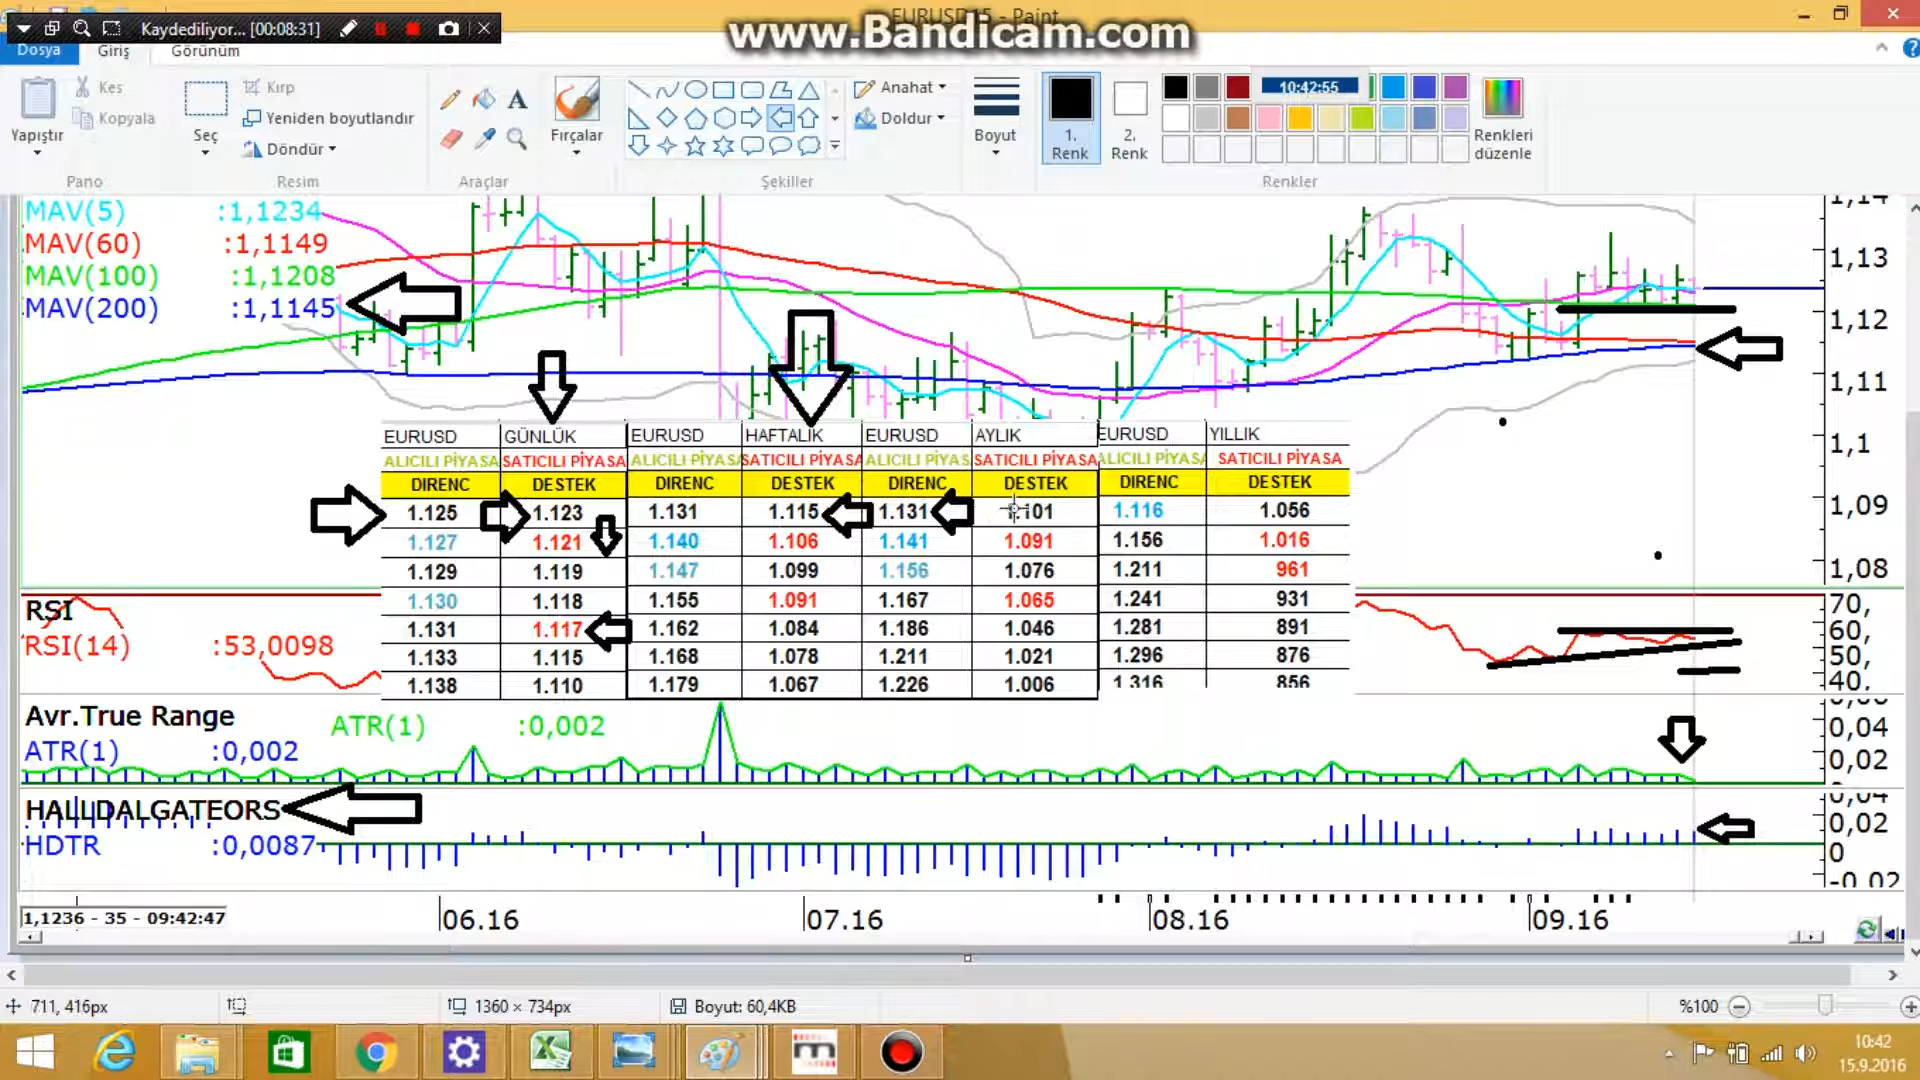 EURUSD15 - Paint
www.Bandicam.com
Kaydediliyor... [00:08:31]
Dosya Giriş Görünüm
Yapıştır
Kes
Kopyala
Seç
Kırp
Yeniden boyutlandır
Döndür
Fırçalar
Anahat
Doldur
Boyut
1. Renk
2. Renk
10:42:55
Renkleri düzenle
Pano Resim Araçlar Şekiller Renkler
MAV(5) :1,1234
MAV(60) :1,1149
MAV(100) :1,1208
MAV(200) :1,1145
1,14
1,13
1,12
1,11
1,1
1,09
1,08
EURUSD GÜNLÜK EURUSD HAFTALIK EURUSD AYLIK EURUSD YILLIK
ALICILI PİYASA SATICILI PİYASA ALICILI PİYASA SATICILI PİYASA ALICILI PİYAS SATICILI PİYASA ALICILI PİYASA SATICILI PİYASA
DIRENC DESTEK DIRENC DESTEK DIRENC DESTEK DIRENC DESTEK
1.125 1.123 1.131 1.115 1.131 1.101 1.116 1.056
1.127 1.121 1.140 1.106 1.141 1.091 1.156 1.016
1.129 1.119 1.147 1.099 1.156 1.076 1.211 961
1.130 1.118 1.155 1.091 1.167 1.065 1.241 931
1.131 1.117 1.162 1.084 1.186 1.046 1.281 891
1.133 1.115 1.168 1.078 1.211 1.021 1.296 876
1.138 1.110 1.179 1.067 1.226 1.006 1.316 856
RSI
RSI(14) :53,0098
70,
60,
50,
40,
Avr.True Range
ATR(1) :0,002
ATR(1) :0,002
0,04
0,02
HALLDALGATEORS
HDTR :0,0087
0,04
0,02
0
-0,02
1,1236 - 35 - 09:42:47
06.16 07.16 08.16 09.16
711, 416px
1360 × 734px
Boyut: 60,4KB
%100
10:42
15.9.2016